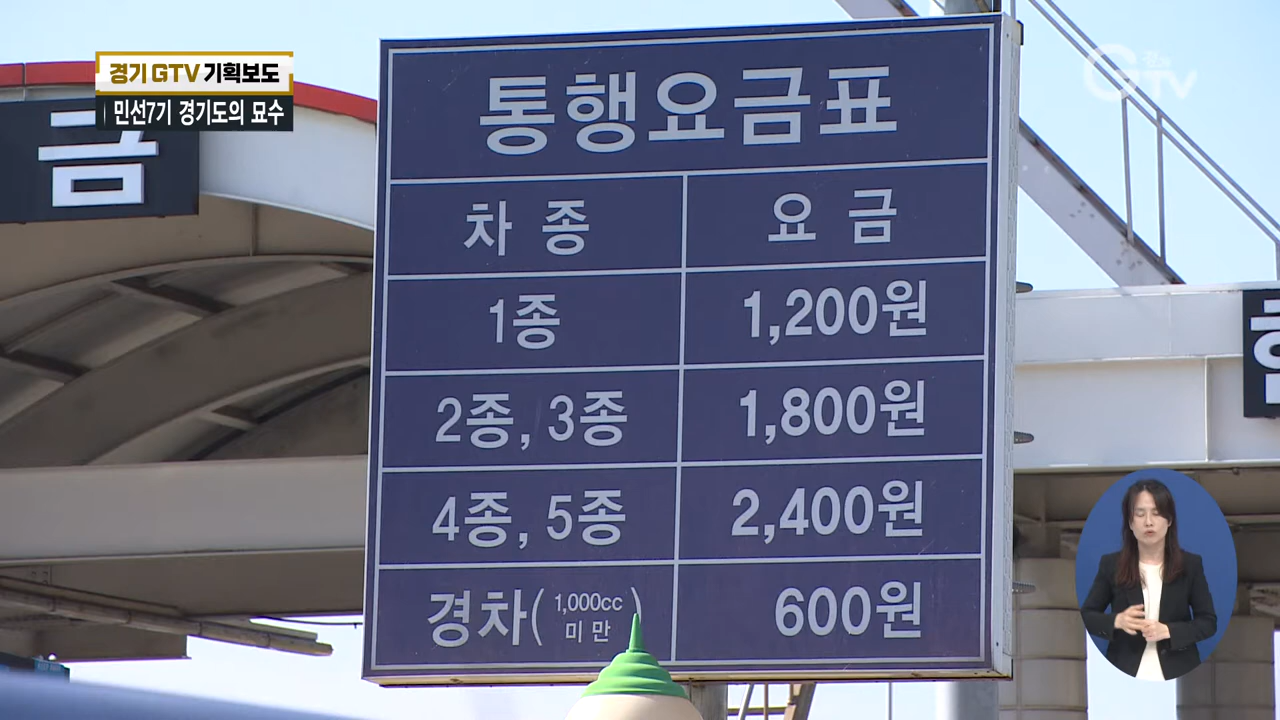 경기 GTV 기획보도
민선7기 경기도의 묘수
GTV
금
통행요금표
차 종 요 금
1종 1,200원
2종, 3종 1,800원
4종, 5종 2,400원
경차(1,000cc 미만) 600원